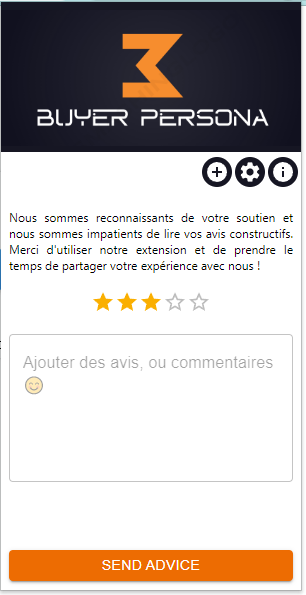 BUYER PERSONA
Nous sommes reconnaissants de votre soutien et
nous sommes impatients de lire vos avis constructifs.
Merci d'utiliser notre extension et de prendre le
temps de partager votre expérience avec nous !
Ajouter des avis, ou commentaires
😊
SEND ADVICE